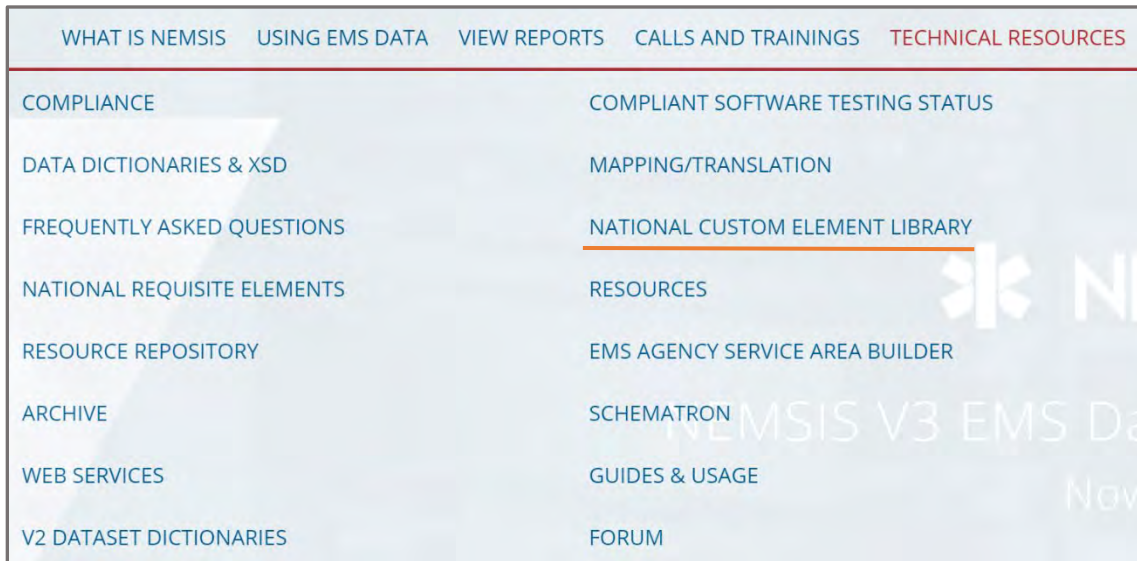 WHAT IS NEMSIS USING EMS DATA VIEW REPORTS CALLS AND TRAININGS TECHNICAL RESOURCES
COMPLIANCE
COMPLIANT SOFTWARE TESTING STATUS
DATA DICTIONARIES & XSD
MAPPING/TRANSLATION
FREQUENTLY ASKED QUESTIONS
NATIONAL CUSTOM ELEMENT LIBRARY
NATIONAL REQUISITE ELEMENTS
RESOURCES
RESOURCE REPOSITORY
EMS AGENCY SERVICE AREA BUILDER
ARCHIVE
SCHEMATRON
NEMSIS V3 EMS Da
WEB SERVICES
GUIDES & USAGE
Nov
V2 DATASET DICTIONARIES
FORUM